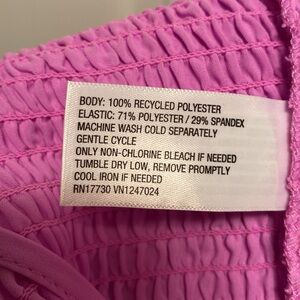 BODY: 100% RECYCLED POLYESTER
ELASTIC: 71% POLYESTER / 29% SPANDEX
MACHINE WASH COLD SEPARATELY
GENTLE CYCLE
ONLY NON-CHLORINE BLEACH IF NEEDED
TUMBLE DRY LOW, REMOVE PROMPTLY
COOL IRON IF NEEDED
RN17730 VN1247024